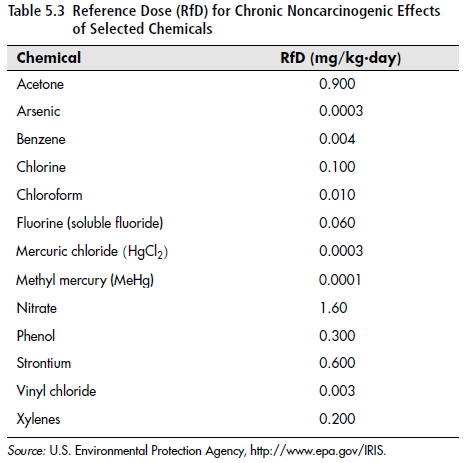 Table 5.3 Reference Dose (RfD) for Chronic Noncarcinogenic Effects
of Selected Chemicals
Chemical RfD (mg/kg·day)
Acetone 0.900
Arsenic 0.0003
Benzene 0.004
Chlorine 0.100
Chloroform 0.010
Fluorine (soluble fluoride) 0.060
Mercuric chloride (HgCl₂) 0.0003
Methyl mercury (MeHg) 0.0001
Nitrate 1.60
Phenol 0.300
Strontium 0.600
Vinyl chloride 0.003
Xylenes 0.200
Source: U.S. Environmental Protection Agency, http://www.epa.gov/IRIS.